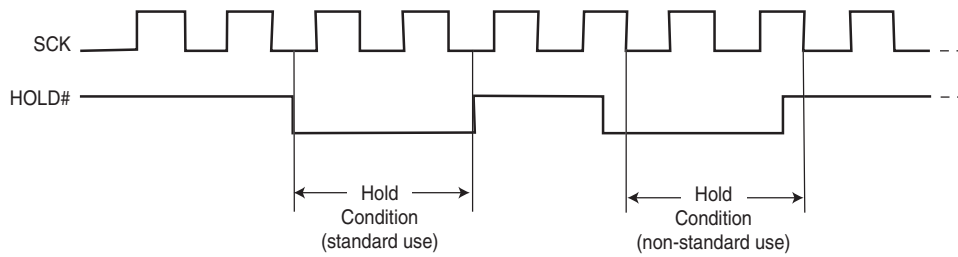 SCK
HOLD#
Hold
Condition
(standard use)
Hold
Condition
(non-standard use)